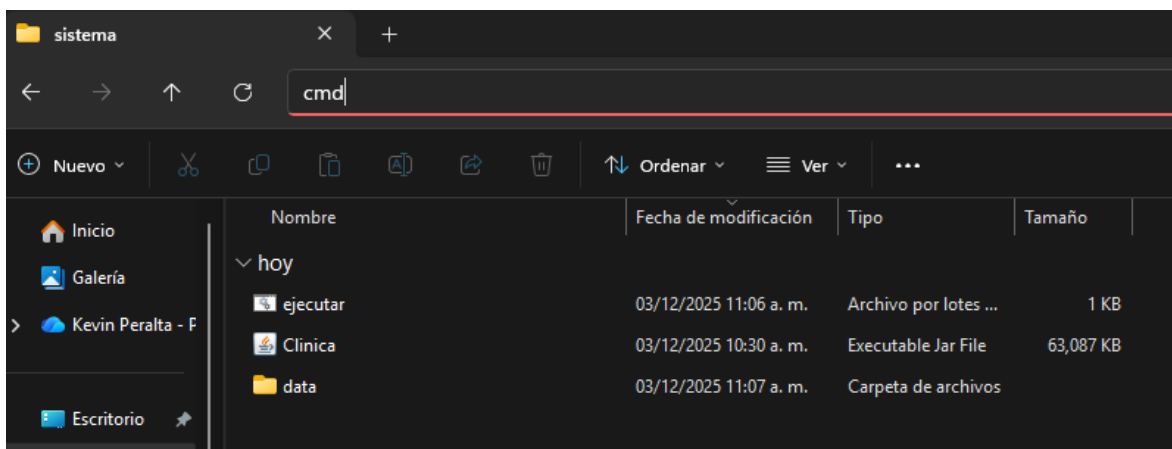 sistema
cmd
Nuevo
Ordenar
Ver
Nombre
Fecha de modificación
Tipo
Tamaño
Inicio
Galería
Kevin Peralta - P
Escritorio
hoy
ejecutar
03/12/2025 11:06 a. m.
Archivo por lotes ...
1 KB
Clinica
03/12/2025 10:30 a. m.
Executable Jar File
63,087 KB
data
03/12/2025 11:07 a. m.
Carpeta de archivos